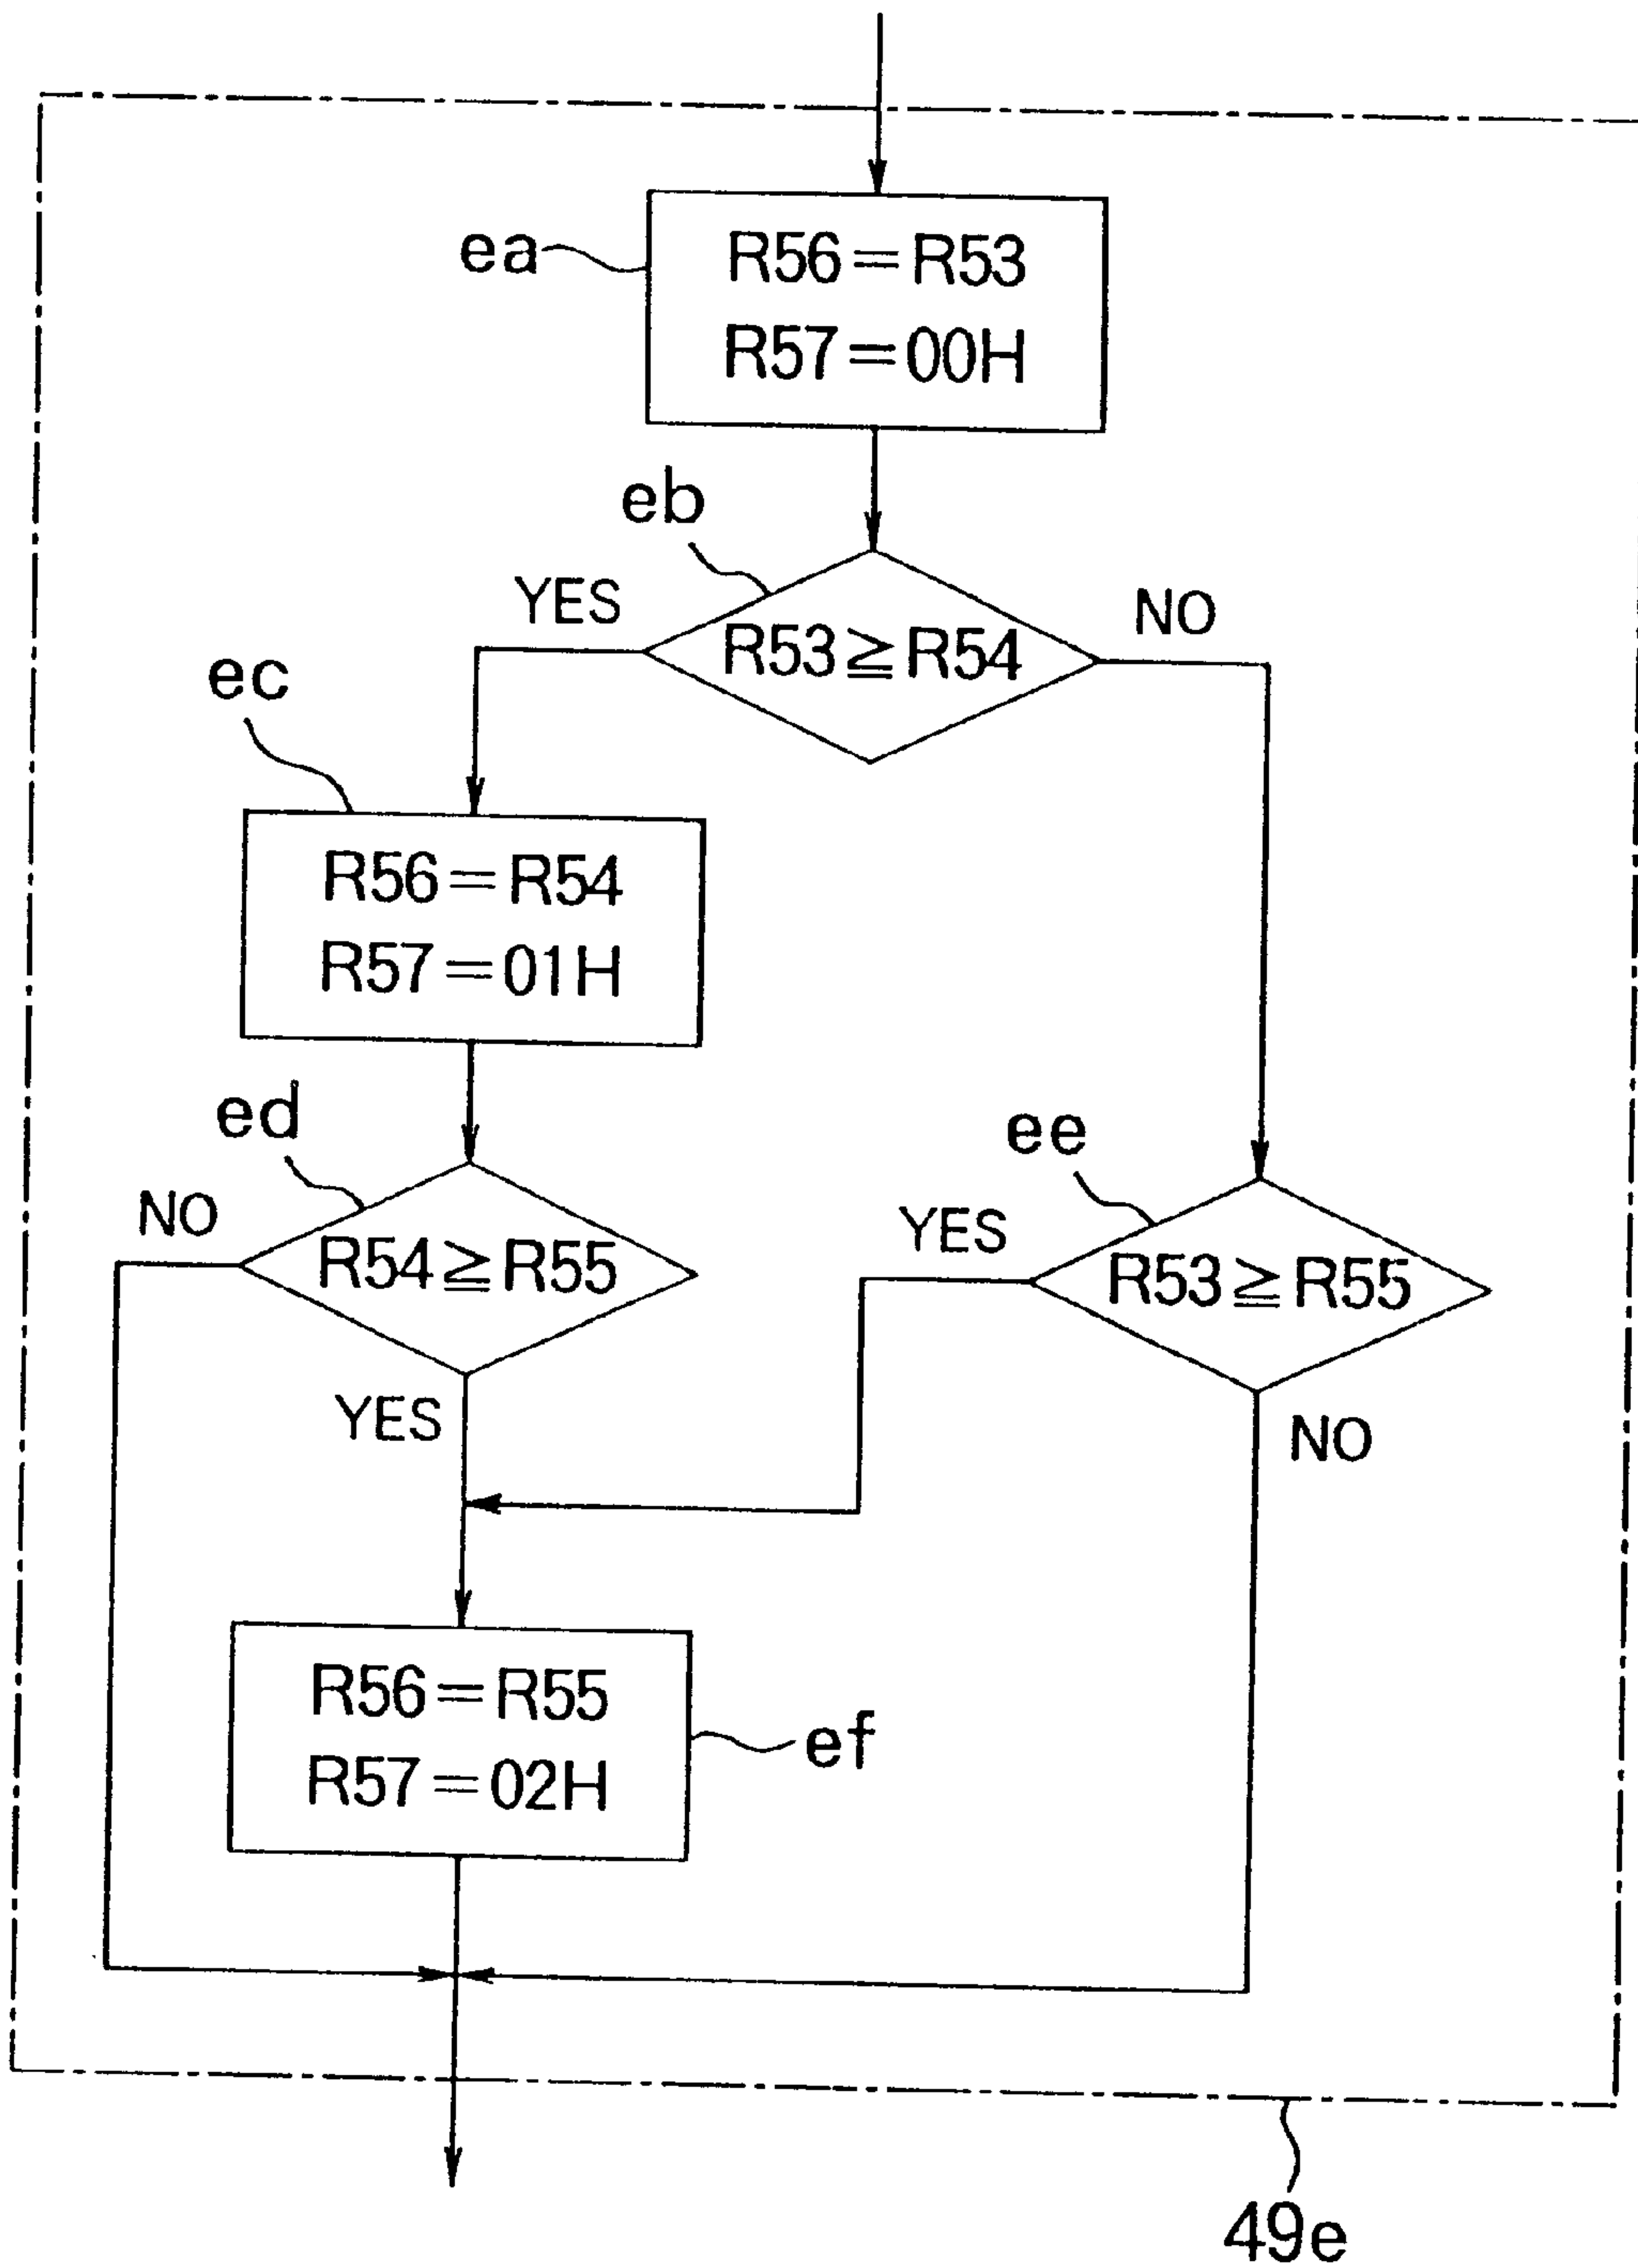 ea
R56＝R53
R57＝00H
eb
YES
NO
R53≧R54
ec
R56＝R54
R57＝01H
ed
NO
R54≧R55
YES
ee
YES
R53≧R55
NO
R56＝R55
R57＝02H
ef
49e